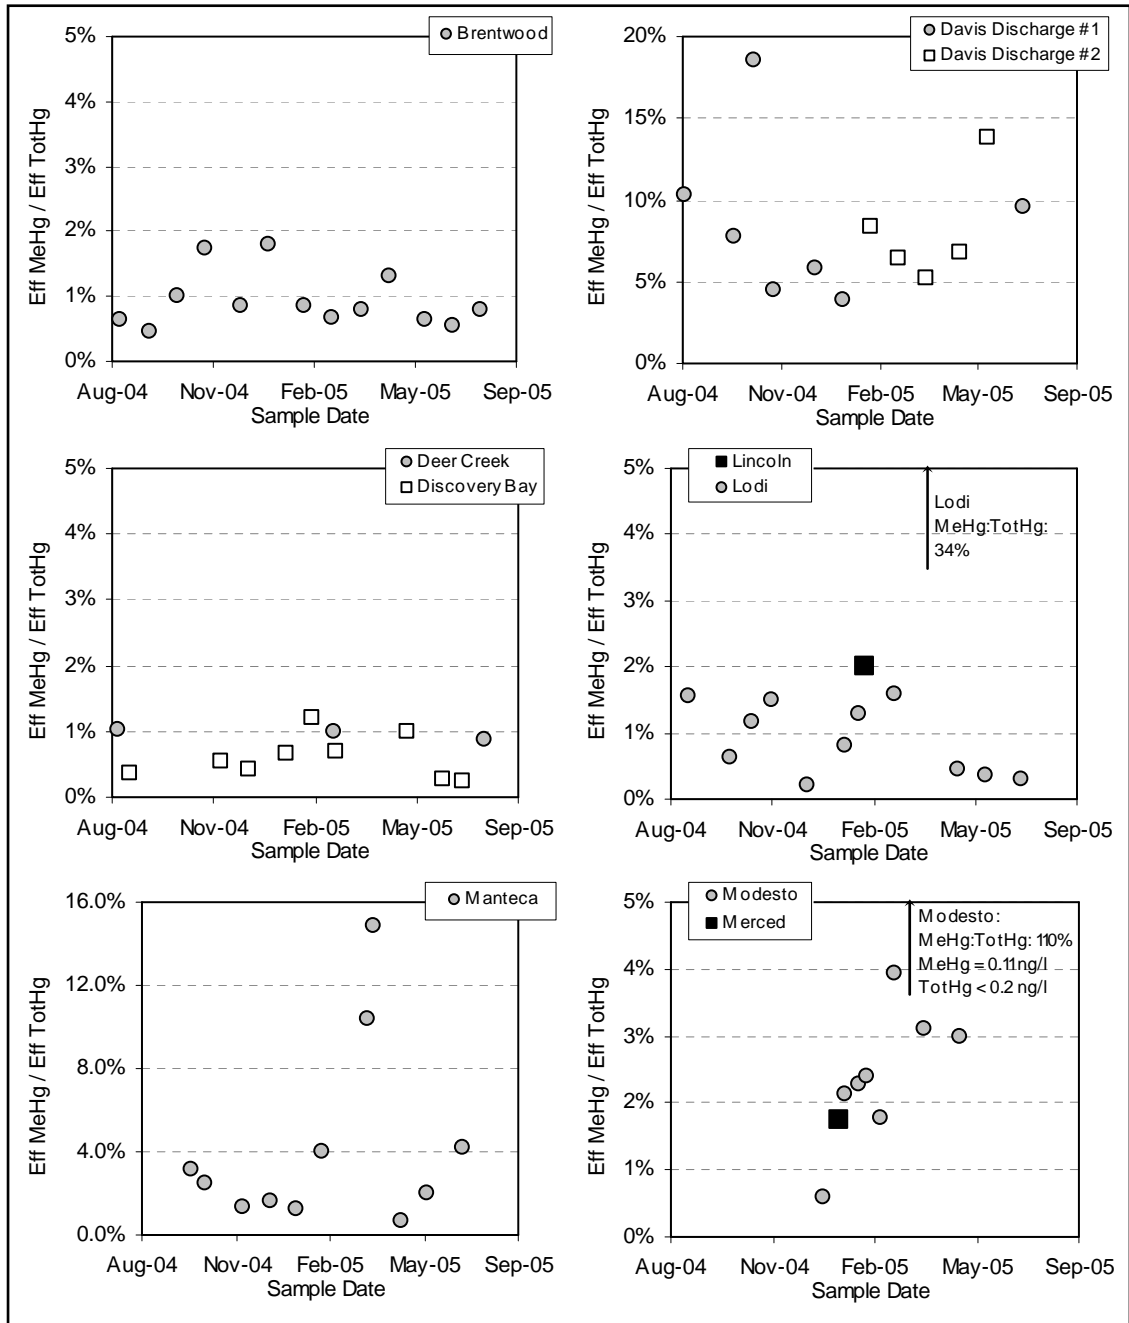 Brentwood
5%
4%
3%
2%
1%
0%
Eff MeHg / Eff TotHg
Aug-04 Nov-04 Feb-05 May-05 Sep-05
Sample Date
Davis Discharge #1
Davis Discharge #2
20%
15%
10%
5%
0%
Eff MeHg / Eff TotHg
Aug-04 Nov-04 Feb-05 May-05 Sep-05
Sample Date
Deer Creek
Discovery Bay
5%
4%
3%
2%
1%
0%
Eff MeHg / Eff TotHg
Aug-04 Nov-04 Feb-05 May-05 Sep-05
Sample Date
Lincoln
Lodi
5%
4%
3%
2%
1%
0%
Eff MeHg / Eff TotHg
Lodi
MeHg:TotHg:
34%
Aug-04 Nov-04 Feb-05 May-05 Sep-05
Sample Date
Manteca
16.0%
12.0%
8.0%
4.0%
0.0%
Eff MeHg / Eff TotHg
Aug-04 Nov-04 Feb-05 May-05 Sep-05
Sample Date
Modesto
Merced
5%
4%
3%
2%
1%
0%
Eff MeHg / Eff TotHg
Modesto:
MeHg:TotHg: 110%
MeHg = 0.11 ng/l
TotHg < 0.2 ng/l
Aug-04 Nov-04 Feb-05 May-05 Sep-05
Sample Date